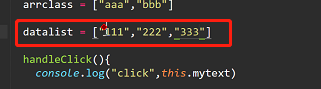 arrclass = ["aaa","bbb"]
datalist = ["111","222","333"]
handleClick(){
console.log("click",this.mytext)